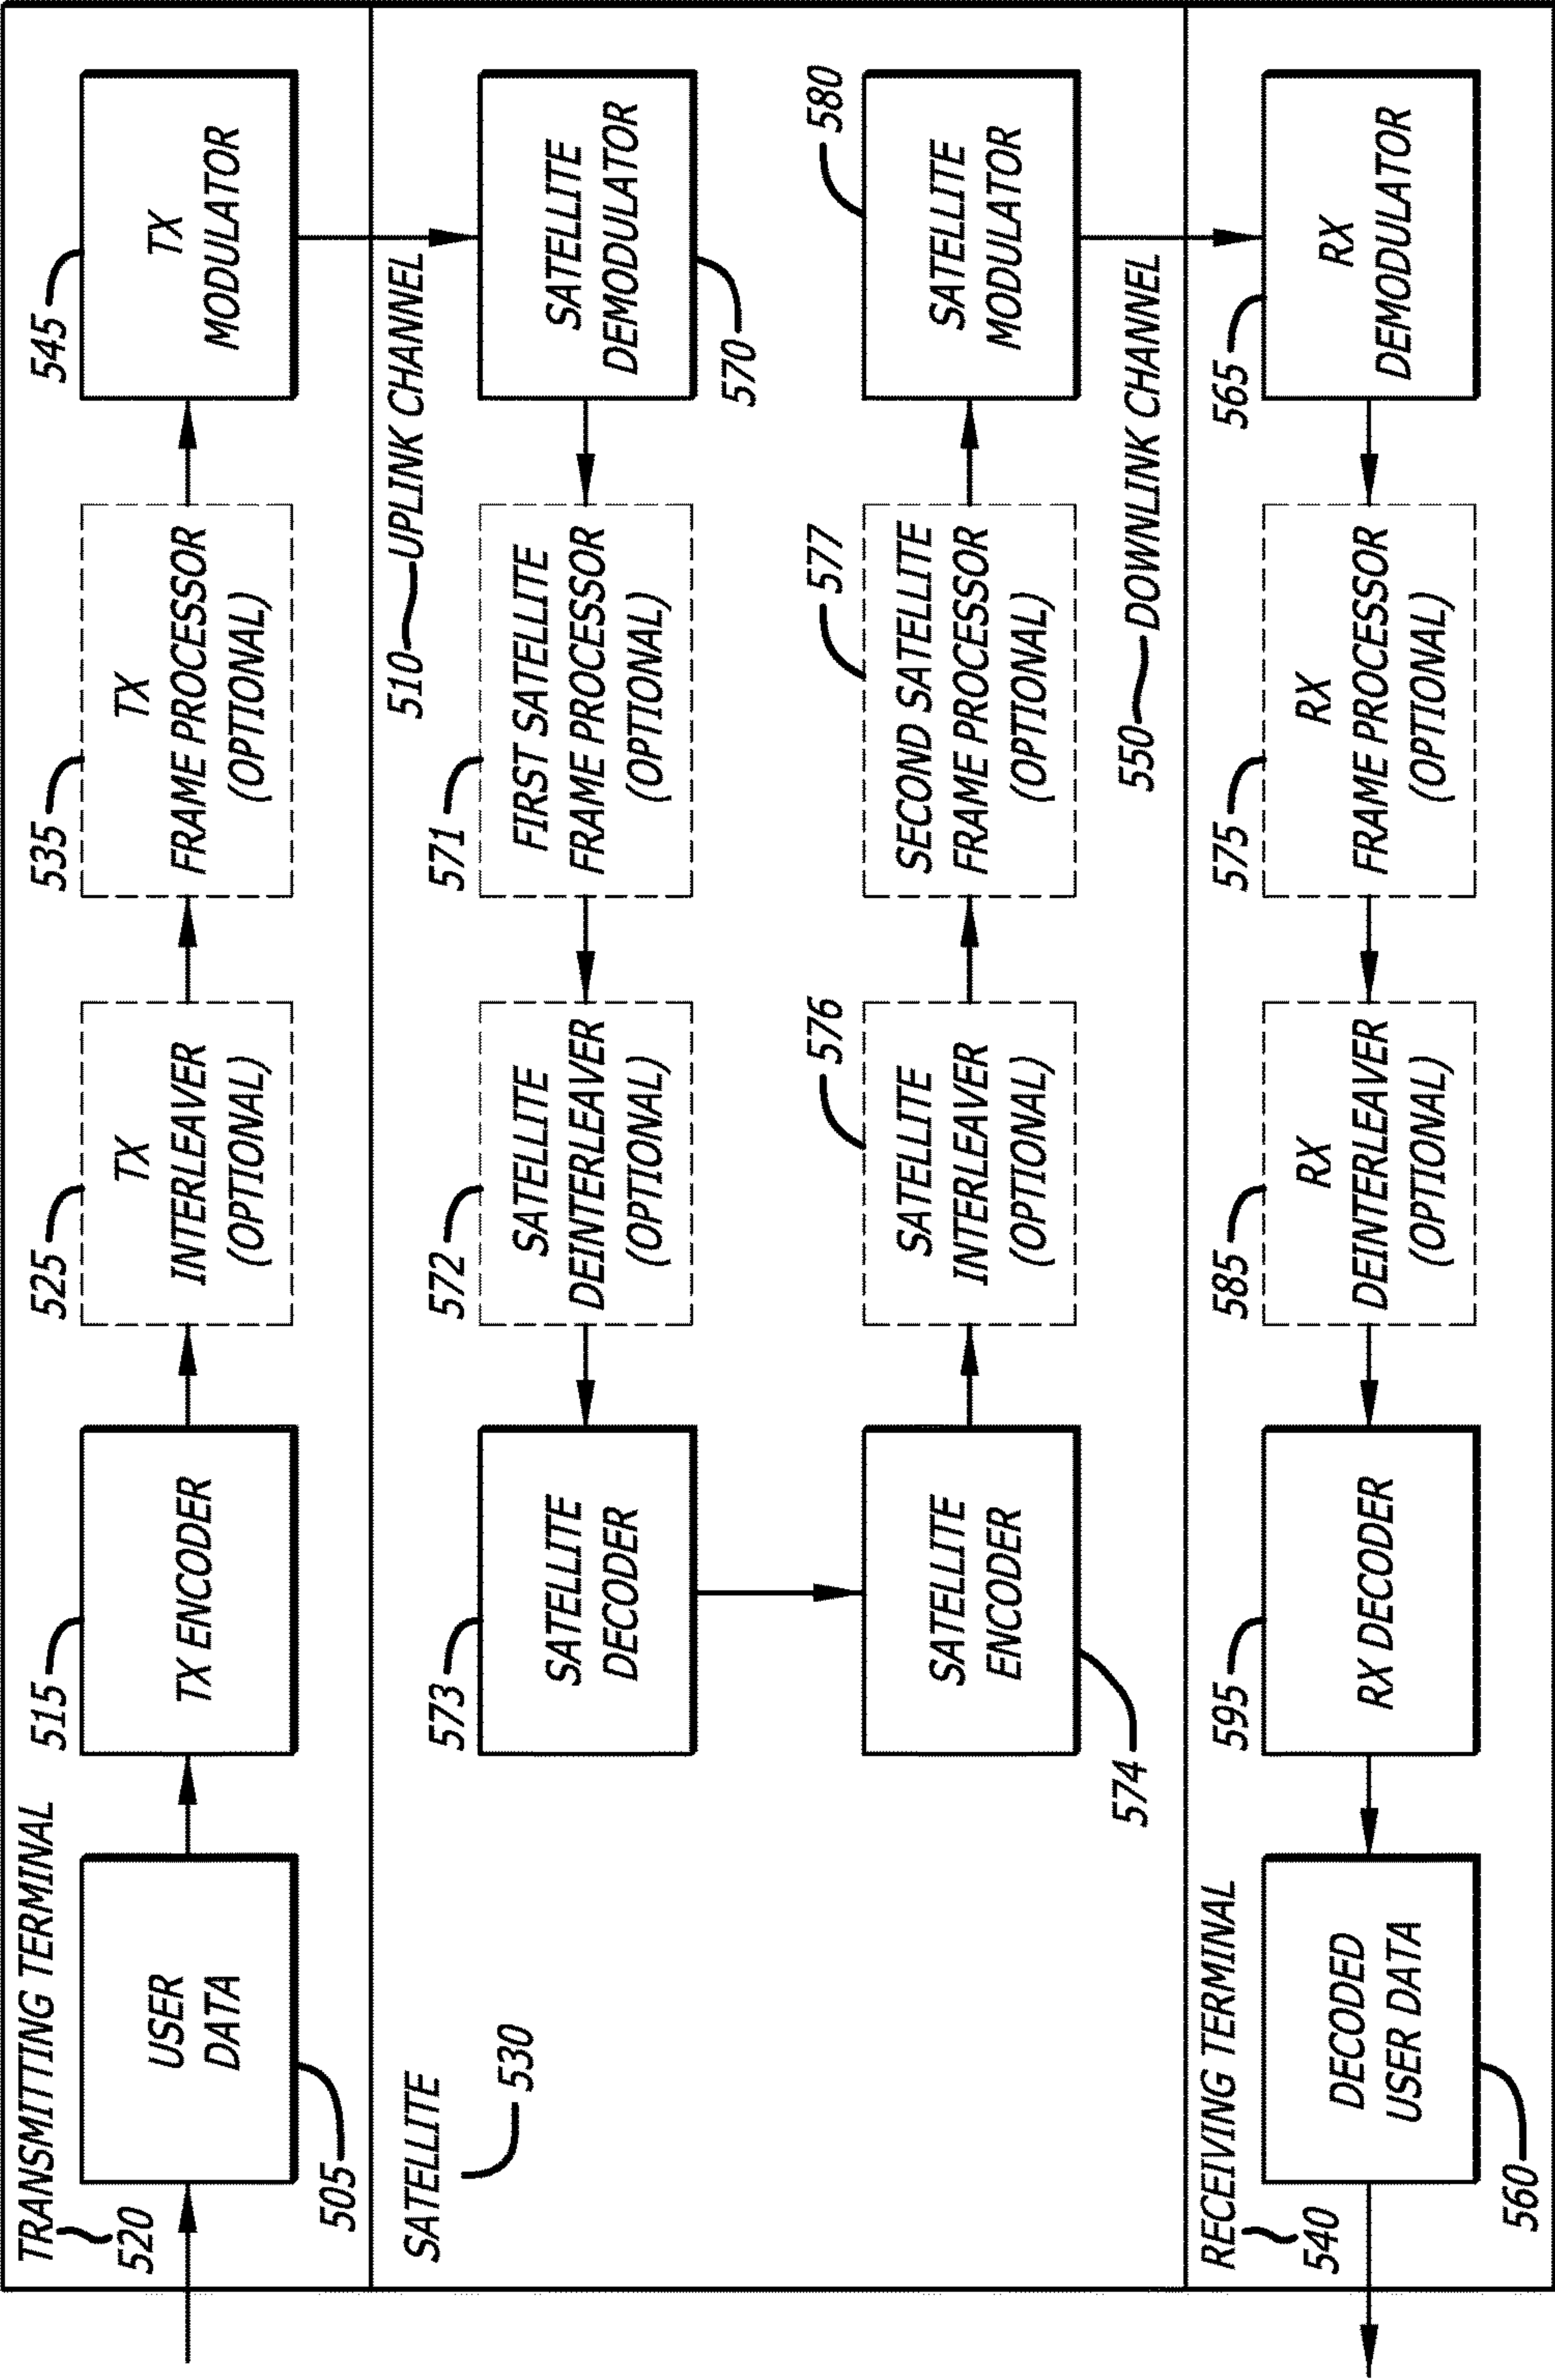 TRANSMITTING TERMINAL
520
USER
DATA
505
515
TX ENCODER
525
TX
INTERLEAVER
(OPTIONAL)
535
TX
FRAME PROCESSOR
(OPTIONAL)
545
TX
MODULATOR
510
UPLINK CHANNEL
SATELLITE
530
SATELLITE
DEMODULATOR
570
571
FIRST SATELLITE
FRAME PROCESSOR
(OPTIONAL)
572
SATELLITE
DEINTERLEAVER
(OPTIONAL)
573
SATELLITE
DECODER
SATELLITE
ENCODER
574
576
SATELLITE
INTERLEAVER
(OPTIONAL)
577
SECOND SATELLITE
FRAME PROCESSOR
(OPTIONAL)
580
SATELLITE
MODULATOR
550
DOWNLINK CHANNEL
RECEIVING TERMINAL
540
565
RX
DEMODULATOR
575
RX
FRAME PROCESSOR
(OPTIONAL)
585
RX
DEINTERLEAVER
(OPTIONAL)
595
RX DECODER
DECODED
USER DATA
560